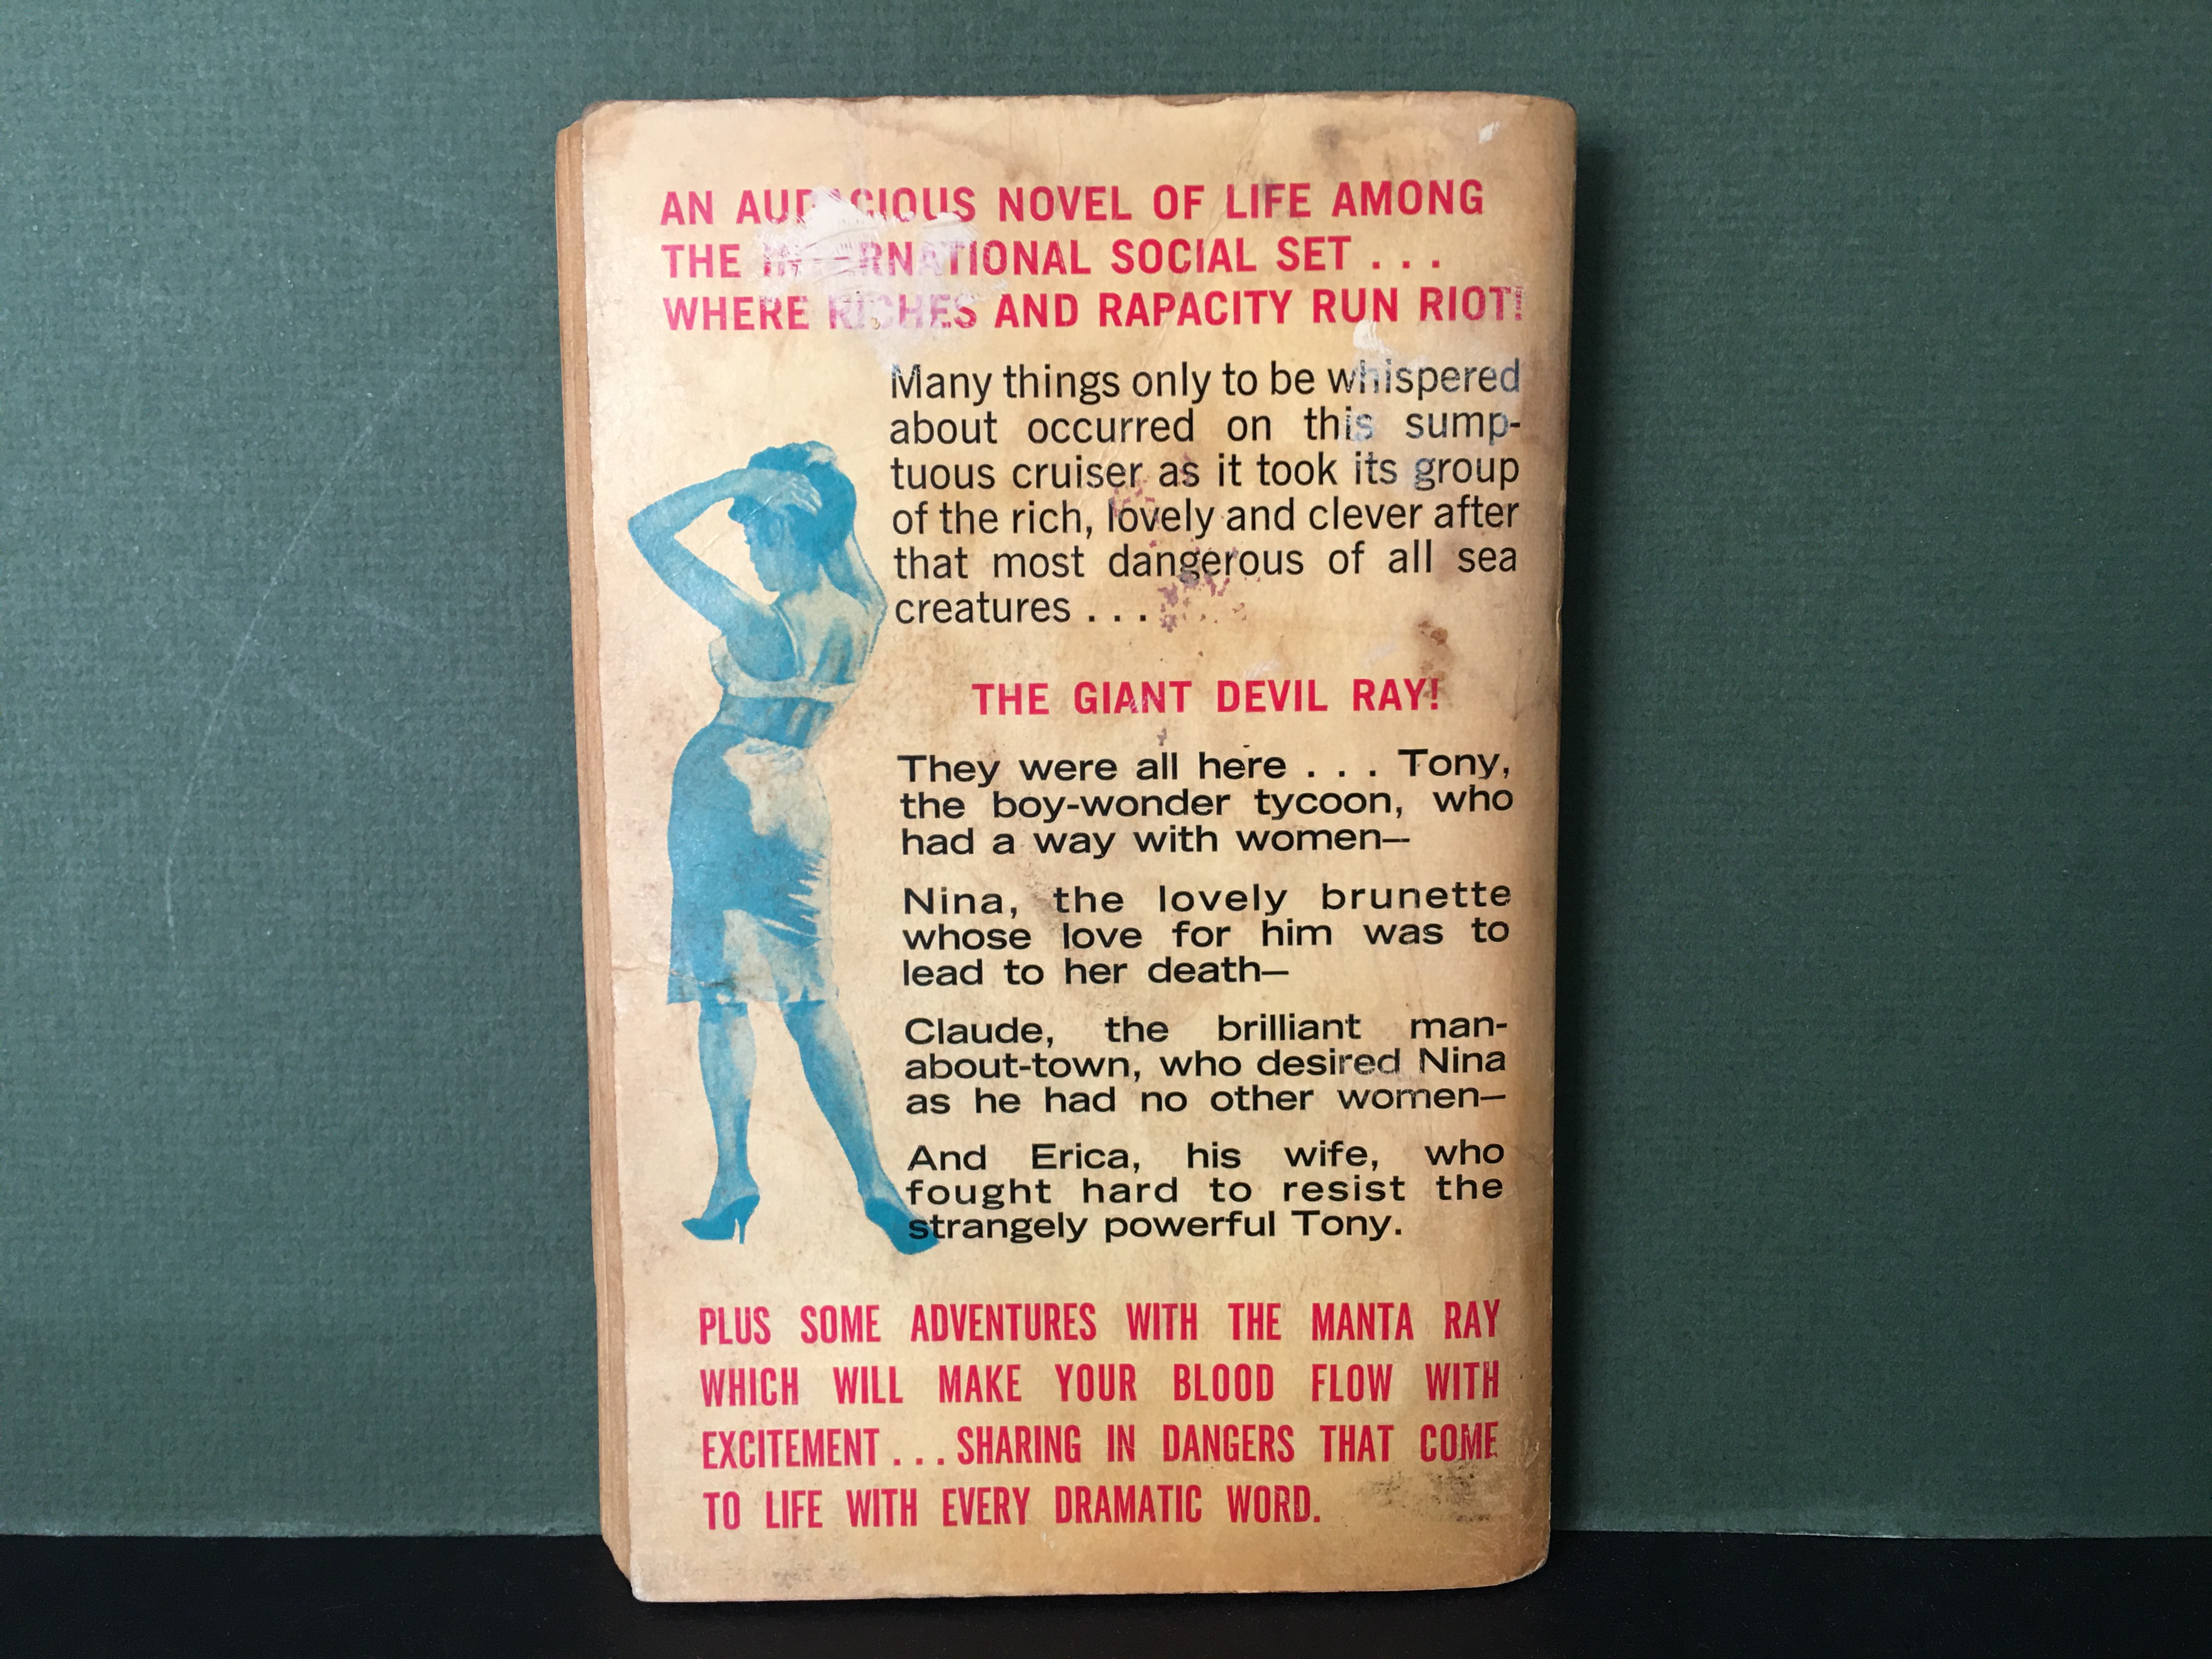 AN AUDACIOUS NOVEL OF LIFE AMONG
THE INTERNATIONAL SOCIAL SET . . .
WHERE RICHES AND RAPACITY RUN RIOT!
Many things only to be whispered
about occurred on this sump-
tuous cruiser as it took its group
of the rich, lovely and clever after
that most dangerous of all sea
creatures . . .
THE GIANT DEVIL RAY!
They were all here . . . Tony,
the boy-wonder tycoon, who
had a way with women—
Nina, the lovely brunette
whose love for him was to
lead to her death—
Claude, the brilliant man-
about-town, who desired Nina
as he had no other women—
And Erica, his wife, who
fought hard to resist the
strangely powerful Tony.
PLUS SOME ADVENTURES WITH THE MANTA RAY
WHICH WILL MAKE YOUR BLOOD FLOW WITH
EXCITEMENT . . . SHARING IN DANGERS THAT COME
TO LIFE WITH EVERY DRAMATIC WORD.